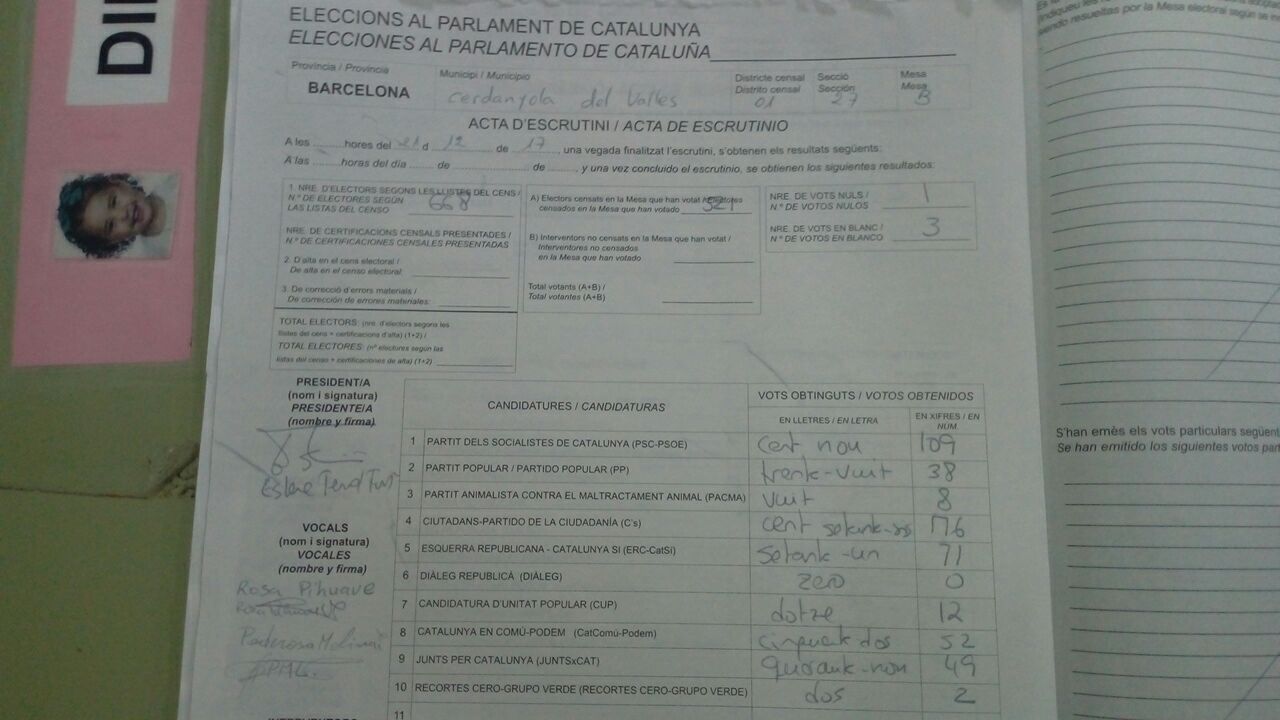 DI
ELECCIONS AL PARLAMENT DE CATALUNYA
ELECCIONES AL PARLAMENTO DE CATALUÑA
Província / Provincia
BARCELONA
Municipi / Municipio
Cerdanyola del Valles
Districte censal
Distrito censal
01
Secció
Sección
27
Mesa
Mesa
B
ACTA D'ESCRUTINI / ACTA DE ESCRUTINIO
A les ............hores del 21 d 12 de 17, una vegada finalitzat l'escrutini, s'obtenen els resultats següents:
A las ............horas del día ............ de ............ de ............, y una vez concluido el escrutinio, se obtienen los siguientes resultados:
1. NRE. D'ELECTORS SEGONS LES LLISTES DEL CENS /
N.º DE ELECTORES SEGÚN
LAS LISTAS DEL CENSO
668
NRE. DE CERTIFICACIONS CENSALS PRESENTADES /
N.º DE CERTIFICACIONES CENSALES PRESENTADAS
2. D'alta en el cens electoral /
De alta en el censo electoral:
3. De correcció d'errors materials /
De corrección de errores materiales:
TOTAL ELECTORS: (nre. d'electors segons les
llistes del cens + certificacions d'alta) (1+2) /
TOTAL ELECTORES: (nº electores según las
listas del censo + certificaciones de alta) (1+2)
A) Electors censats en la Mesa que han votat / Electores
censados en la Mesa que han votado
521
B) Interventors no censats en la Mesa que han votat /
Interventores no censados
en la Mesa que han votado
Total votants (A+B) /
Total votantes (A+B)
NRE. DE VOTS NULS /
N.º DE VOTOS NULOS
1
NRE. DE VOTS EN BLANC /
N.º DE VOTOS EN BLANCO
3
PRESIDENT/A
(nom i signatura)
PRESIDENTE/A
(nombre y firma)
VOCALS
(nom i signatura)
VOCALES
(nombre y firma)
Rosa Pihuave
CANDIDATURES / CANDIDATURAS
VOTS OBTINGUTS / VOTOS OBTENIDOS
EN LLETRES / EN LETRA
EN XIFRES / EN NÚM.
1 PARTIT DELS SOCIALISTES DE CATALUNYA (PSC-PSOE) cent nou 109
2 PARTIT POPULAR / PARTIDO POPULAR (PP) trenta-vuit 38
3 PARTIT ANIMALISTA CONTRA EL MALTRACTAMENT ANIMAL (PACMA) vuit 8
4 CIUTADANS-PARTIDO DE LA CIUDADANÍA (C's) cent setanta-sis 176
5 ESQUERRA REPUBLICANA - CATALUNYA SI (ERC-CatSí) setanta-un 71
6 DIÀLEG REPUBLICÀ (DIÀLEG) zero 0
7 CANDIDATURA D'UNITAT POPULAR (CUP) dotze 12
8 CATALUNYA EN COMÚ-PODEM (CatComú-Podem) cinquanta dos 52
9 JUNTS PER CATALUNYA (JUNTSxCAT) quaranta-nou 49
10 RECORTES CERO-GRUPO VERDE (RECORTES CERO-GRUPO VERDE) dos 2
11
(Indiqueu les
siendo resueltas por la Mesa electoral según se
S'han emès els vots particulars següent
Se han emitido los siguientes votos par